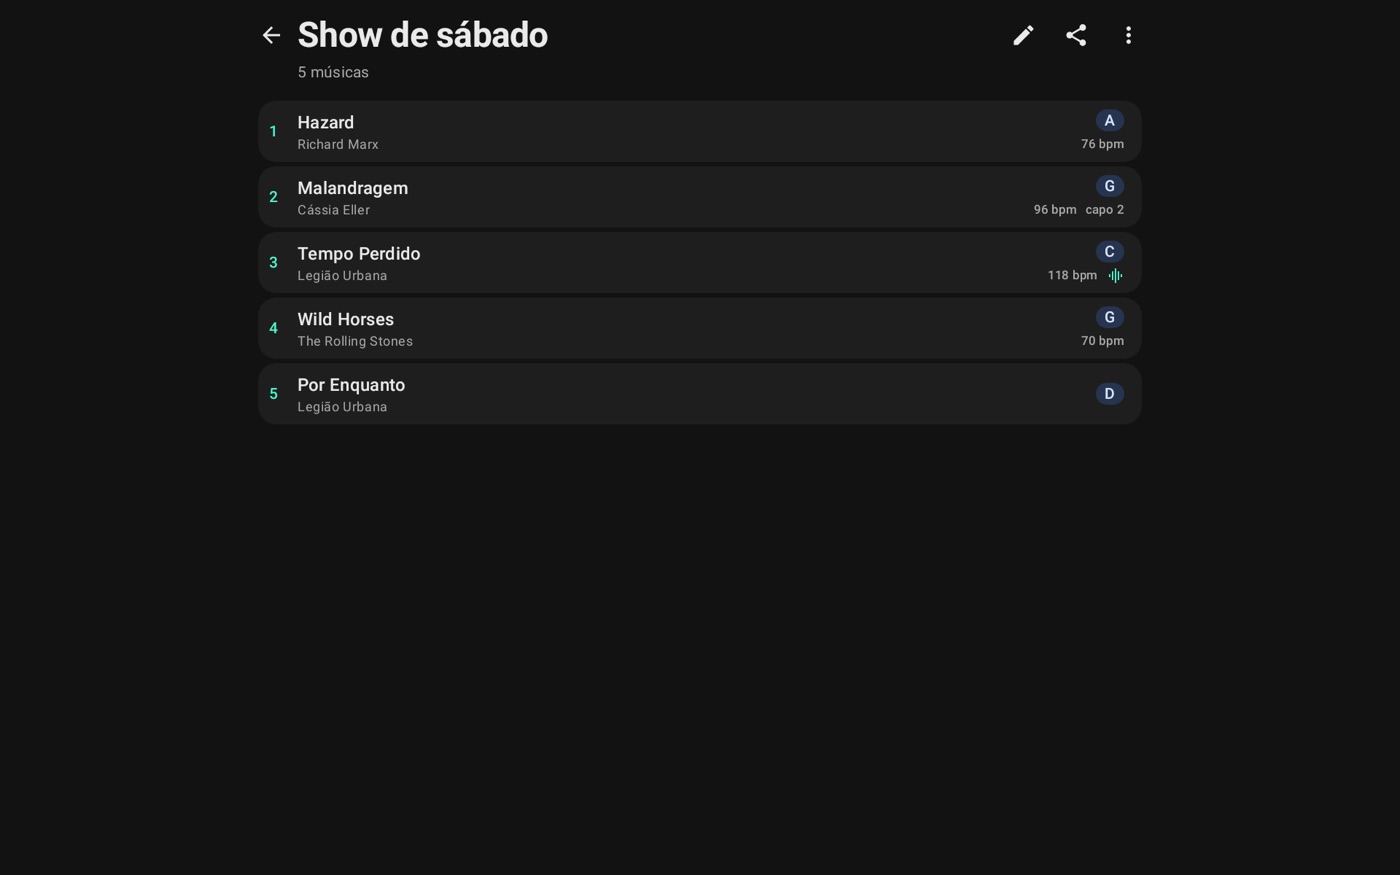 Show de sábado
5 músicas
1
Hazard
Richard Marx
A
76 bpm
2
Malandragem
Cássia Eller
G
96 bpm capo 2
3
Tempo Perdido
Legião Urbana
C
118 bpm
4
Wild Horses
The Rolling Stones
G
70 bpm
5
Por Enquanto
Legião Urbana
D